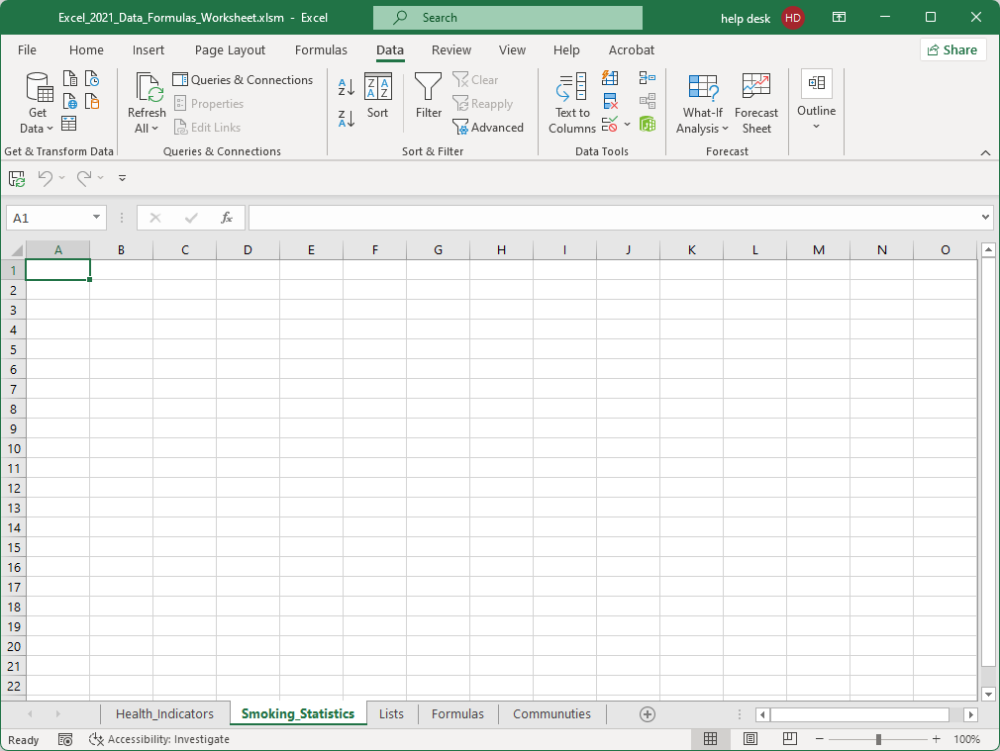 Excel_2021_Data_Formulas_Worksheet.xlsm - Excel
Search
help desk HD
File Home Insert Page Layout Formulas Data Review View Help Acrobat Share
Get Data
Get & Transform Data
Refresh All
Queries & Connections
Properties
Edit Links
Queries & Connections
A Z
Z A
Z A A Z
Sort
Filter
Clear
Reapply
Advanced
Sort & Filter
Text to Columns
Data Tools
What-If Analysis
Forecast Sheet
Forecast
Outline
A1
fx
A B C D E F G H I J K L M N O
1
2
3
4
5
6
7
8
9
10
11
12
13
14
15
16
17
18
19
20
21
22
Health_Indicators Smoking_Statistics Lists Formulas Communuties
Ready Accessibility: Investigate 100%